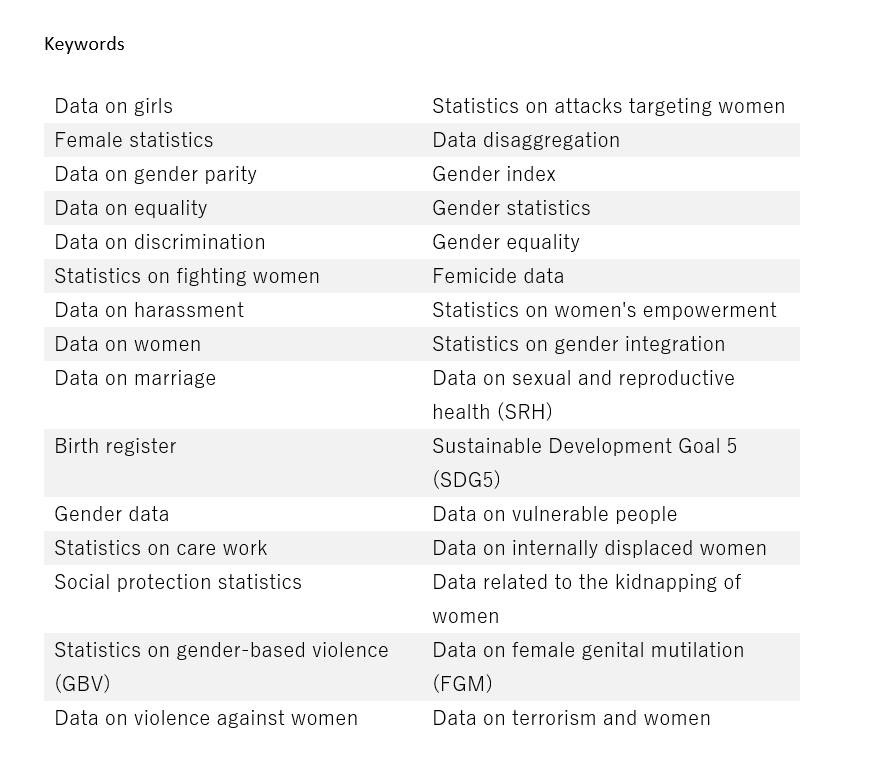 Keywords
Data on girls
Statistics on attacks targeting women
Female statistics
Data disaggregation
Data on gender parity
Gender index
Data on equality
Gender statistics
Data on discrimination
Gender equality
Statistics on fighting women
Femicide data
Data on harassment
Statistics on women's empowerment
Data on women
Statistics on gender integration
Data on marriage
Data on sexual and reproductive
health (SRH)
Birth register
Sustainable Development Goal 5
(SDG5)
Gender data
Data on vulnerable people
Statistics on care work
Data on internally displaced women
Social protection statistics
Data related to the kidnapping of
women
Statistics on gender-based violence
(GBV)
Data on female genital mutilation
(FGM)
Data on violence against women
Data on terrorism and women